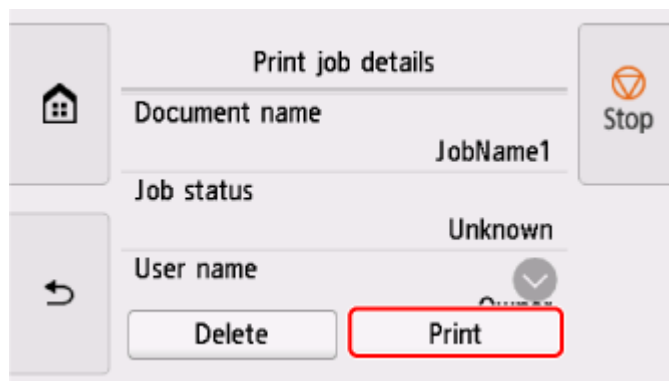 Print job details
Document name
JobName1
Stop
Job status
Unknown
User name
Delete
Print